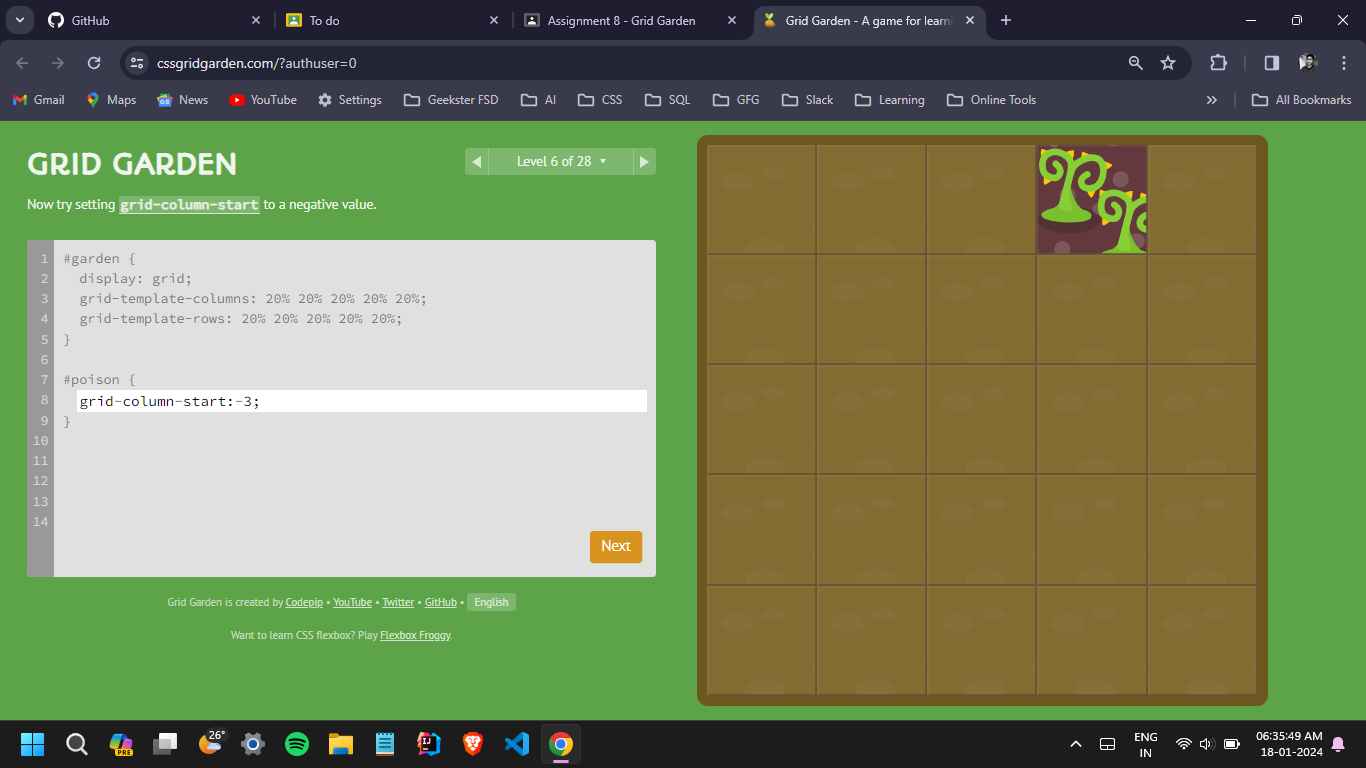 GitHub
To do
Assignment 8 - Grid Garden
Grid Garden - A game for learni
cssgridgarden.com/?authuser=0
Gmail Maps News YouTube Settings Geekster FSD AI CSS SQL GFG Slack Learning Online Tools » All Bookmarks
GRID GARDEN
Level 6 of 28
Now try setting grid-column-start to a negative value.
1 #garden {
2 display: grid;
3 grid-template-columns: 20% 20% 20% 20% 20%;
4 grid-template-rows: 20% 20% 20% 20% 20%;
5 }
6
7 #poison {
8 grid-column-start:-3;
9 }
10
11
12
13
14
Next
Grid Garden is created by Codepip • YouTube • Twitter • GitHub • English
Want to learn CSS flexbox? Play Flexbox Froggy.
PRE
26°
ENG
IN
06:35:49 AM
18-01-2024